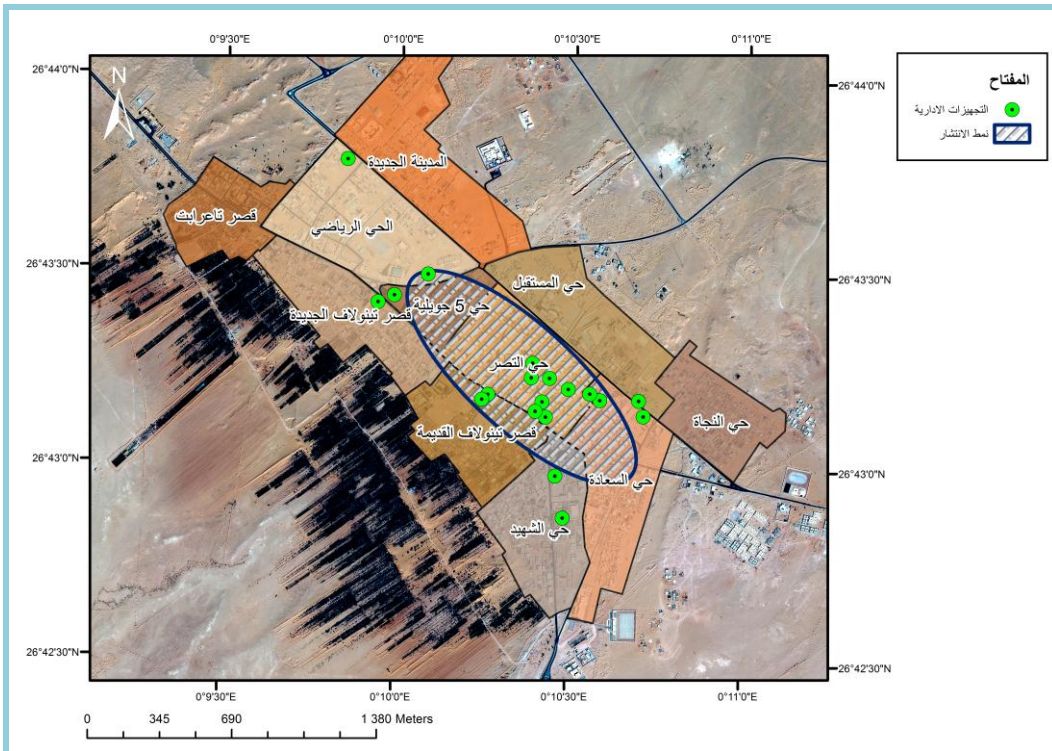 0°9'30"E 0°10'0"E 0°10'30"E 0°11'0"E
26°44'0"N 26°44'0"N
N
المفتاح
التجهيزات الادارية
نمط الانتشار
المدينة الجديدة
قصر تاعرابت
الحي الرياضي
26°43'30"N 26°43'30"N
حي المستقبل
حي 5 جويلية
قصر تينولاف الجديدة
حي النصر
حي النجاة
قصر تينولاف القديمة
26°43'0"N 26°43'0"N
حي السعادة
حي الشهيد
26°42'30"N 26°42'30"N
0°9'30"E 0°10'0"E 0°10'30"E 0°11'0"E
0 345 690 1 380 Meters